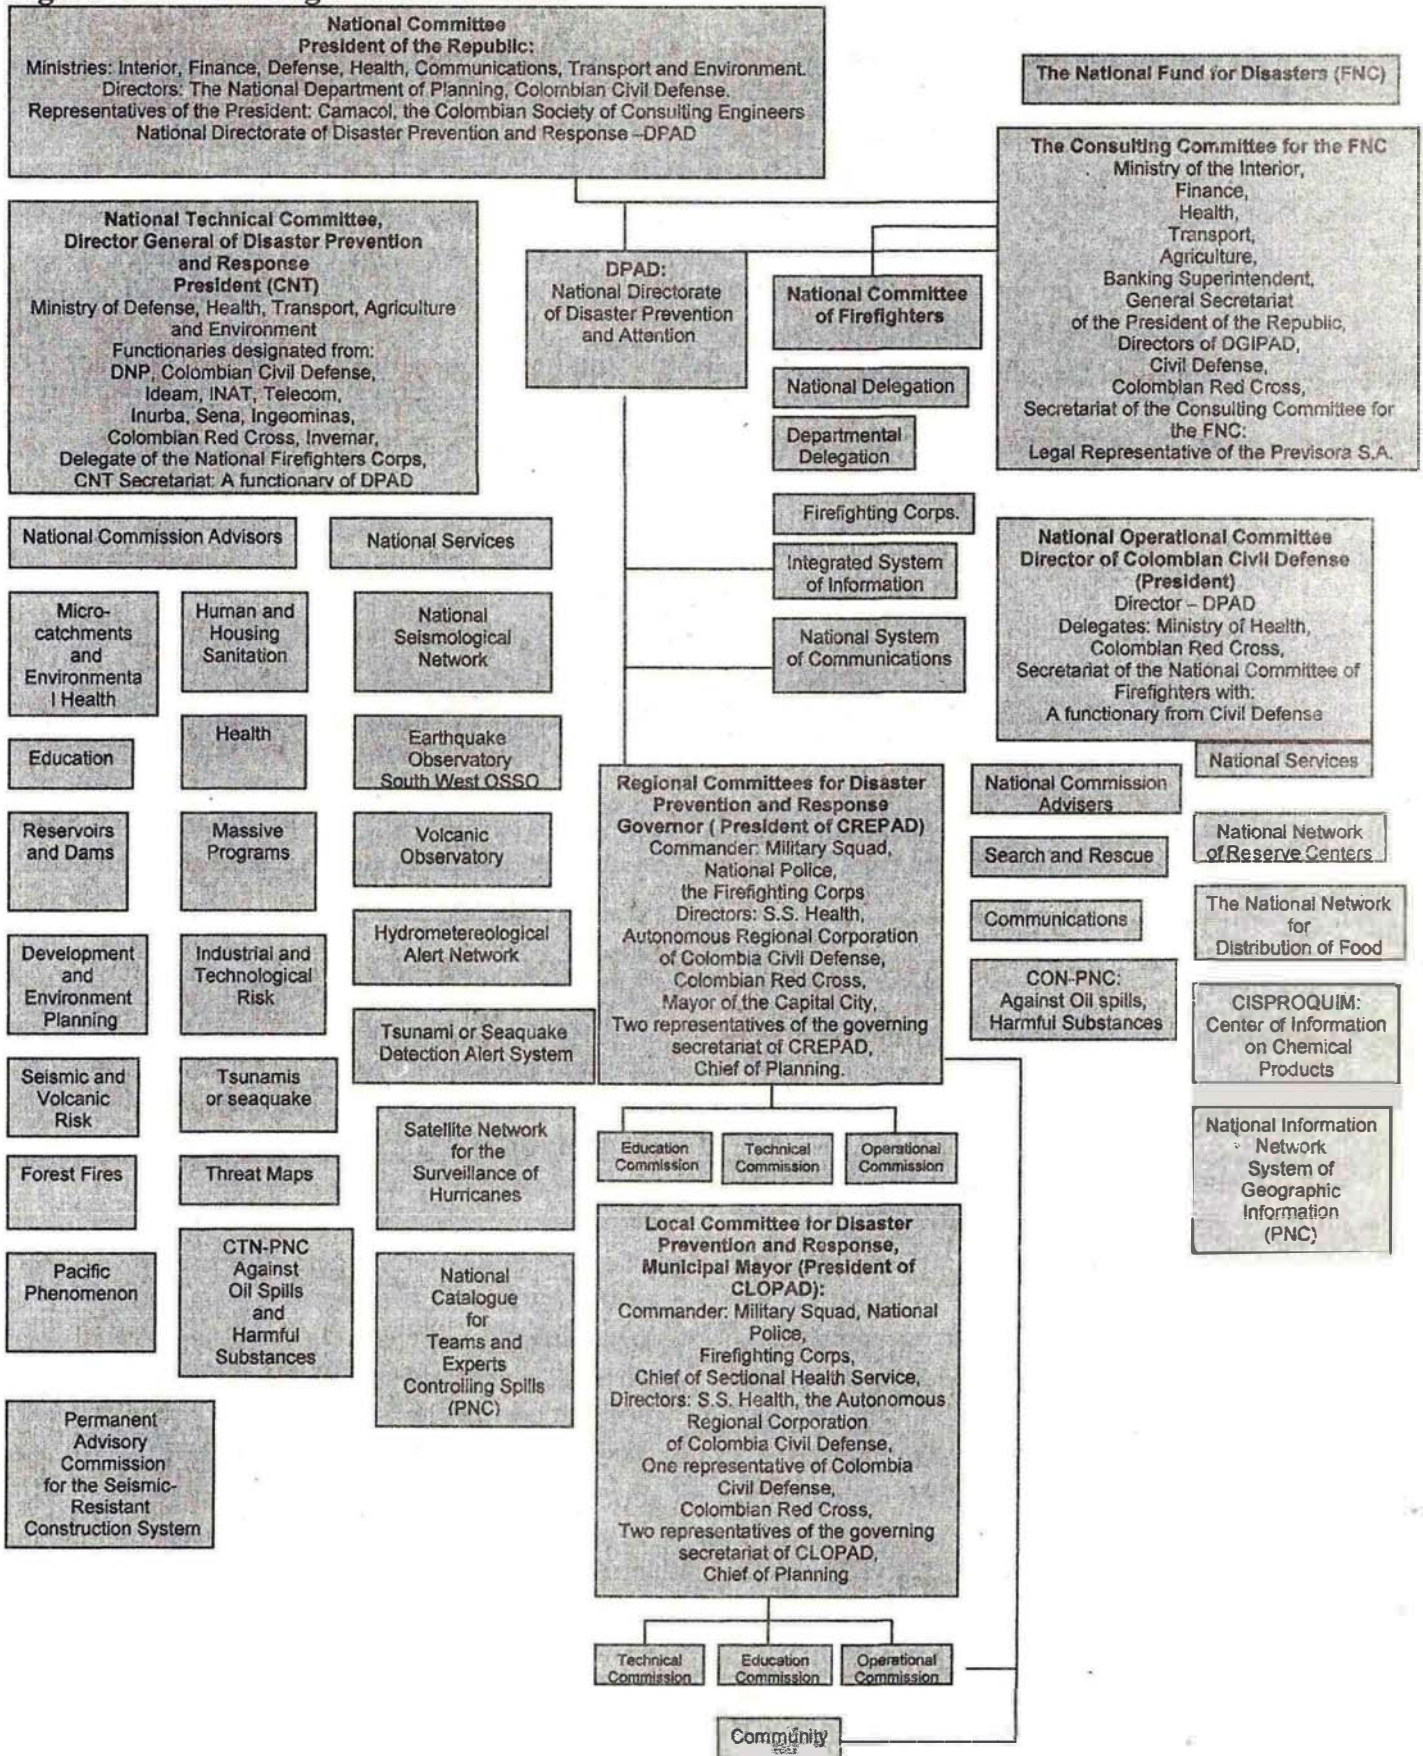 National Committee
President of the Republic:
Ministries: Interior, Finance, Defense, Health, Communications, Transport and Environment.
Directors: The National Department of Planning, Colombian Civil Defense.
Representatives of the President: Camacol, the Colombian Society of Consulting Engineers
National Directorate of Disaster Prevention and Response –DPAD
The National Fund for Disasters (FNC)
The Consulting Committee for the FNC
Ministry of the Interior,
Finance,
Health,
Transport,
Agriculture,
Banking Superintendent,
General Secretariat
of the President of the Republic,
Directors of DGIPAD,
Civil Defense,
Colombian Red Cross,
Secretariat of the Consulting Committee for
the FNC:
Legal Representative of the Previsora S.A.
National Technical Committee,
Director General of Disaster Prevention
and Response
President (CNT)
Ministry of Defense, Health, Transport, Agriculture
and Environment
Functionaries designated from:
DNP, Colombian Civil Defense,
Ideam, INAT, Telecom,
Inurba, Sena, Ingeominas,
Colombian Red Cross, Invernar,
Delegate of the National Firefighters Corps,
CNT Secretariat: A functionary of DPAD
DPAD:
National Directorate
of Disaster Prevention
and Attention
National Committee
of Firefighters
National Delegation
Departmental
Delegation
Firefighting Corps.
Integrated System
of Information
National System
of Communications
National Operational Committee
Director of Colombian Civil Defense
(President)
Director – DPAD
Delegates: Ministry of Health,
Colombian Red Cross,
Secretariat of the National Committee of
Firefighters with:
A functionary from Civil Defense
National Commission Advisors
National Services
Micro-
catchments
and
Environmenta
l Health
Human and
Housing
Sanitation
National
Seismological
Network
Education
Health
Earthquake
Observatory
South West OSSO
Reservoirs
and Dams
Massive
Programs
Volcanic
Observatory
Development
and
Environment
Planning
Industrial and
Technological
Risk
Hydrometereological
Alert Network
Tsunami or Seaquake
Detection Alert System
Seismic and
Volcanic
Risk
Tsunamis
or seaquake
Satellite Network
for the
Surveillance of
Hurricanes
Forest Fires
Threat Maps
Pacific
Phenomenon
CTN-PNC
Against
Oil Spills
and
Harmful
Substances
National
Catalogue
for
Teams and
Experts
Controlling Spills
(PNC)
Permanent
Advisory
Commission
for the Seismic-
Resistant
Construction System
Regional Committees for Disaster
Prevention and Response
Governor ( President of CREPAD)
Commander: Military Squad,
National Police,
the Firefighting Corps
Directors: S.S. Health,
Autonomous Regional Corporation
of Colombia Civil Defense,
Colombian Red Cross,
Mayor of the Capital City,
Two representatives of the governing
secretariat of CREPAD,
Chief of Planning.
National Services
National Commission
Advisers
National Network
of Reserve Centers
Search and Rescue
The National Network
for
Distribution of Food
Communications
CON-PNC:
Against Oil spills,
Harmful Substances
CISPROQUIM:
Center of Information
on Chemical
Products
National Information
Network
System of
Geographic
Information
(PNC)
Education
Commission
Technical
Commission
Operational
Commission
Local Committee for Disaster
Prevention and Response,
Municipal Mayor (President of
CLOPAD):
Commander: Military Squad, National
Police,
Firefighting Corps,
Chief of Sectional Health Service,
Directors: S.S. Health, the Autonomous
Regional Corporation
of Colombia Civil Defense,
One representative of Colombia
Civil Defense,
Colombian Red Cross,
Two representatives of the governing
secretariat of CLOPAD,
Chief of Planning
Technical
Commission
Education
Commission
Operational
Commission
Community